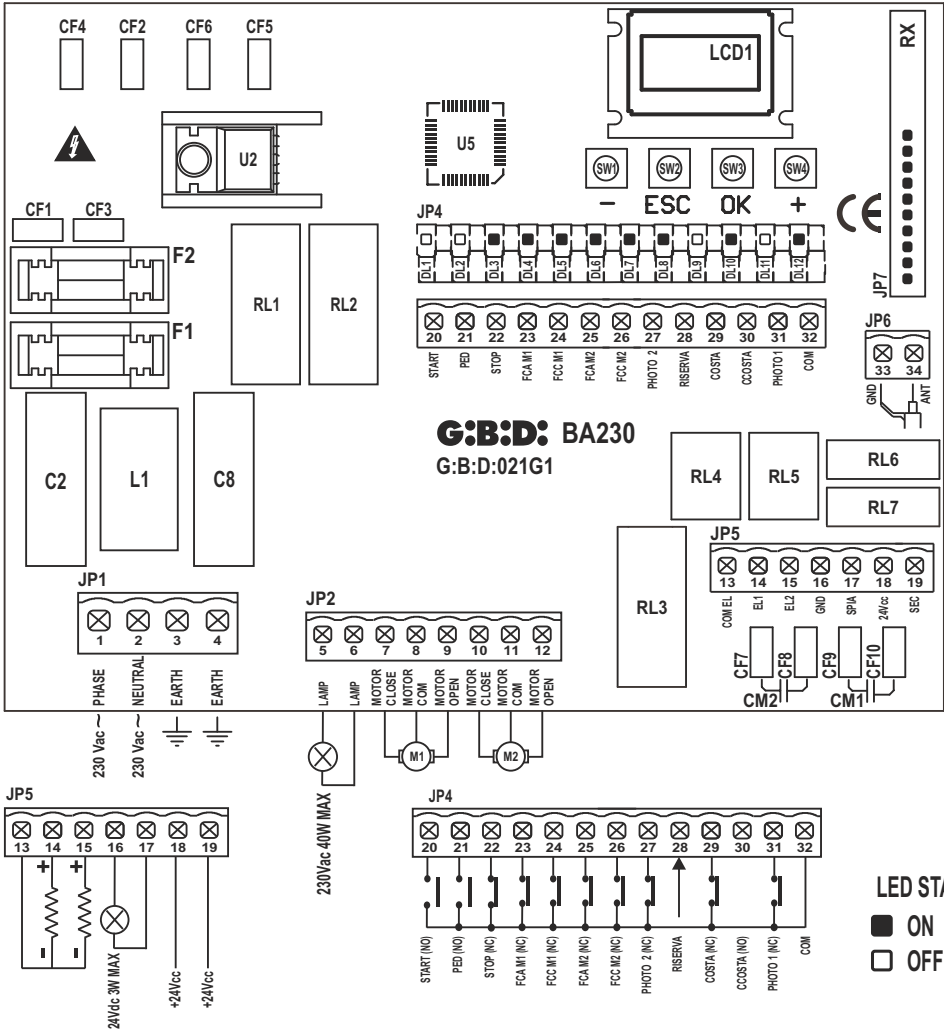 CF4 CF2 CF6 CF5
LCD1
RX
U2
U5
SW1 SW2 SW3 SW4
- ESC OK +
CF1 CF3
JP4
DL1 DL2 DL3 DL4 DL5 DL6 DL7 DL8 DL9 DL10 DL11 DL12
CE
JP7
F2
F1
RL1 RL2
20 21 22 23 24 25 26 27 28 29 30 31 32
START
PED
STOP
FCA M1
FCC M1
FCA M2
FCC M2
PHOTO 2
RISERVA
COSTA
CCOSTA
PHOTO 1
COM
JP6
33 34
GND
ANT
G:B:D: BA230
G:B:D:021G1
C2 L1 C8
RL4 RL5 RL6
RL7
RL3
JP5
13 14 15 16 17 18 19
COM EL
EL1
EL2
GND
SPIA
24Vcc
SEC
CF7 CF8 CF9 CF10
CM2 CM1
JP1
1 2 3 4
230 Vac ~ PHASE
230 Vac ~ NEUTRAL
EARTH
EARTH
JP2
5 6 7 8 9 10 11 12
LAMP
LAMP
MOTOR CLOSE
MOTOR COM
MOTOR OPEN
MOTOR CLOSE
MOTOR COM
MOTOR OPEN
M1 M2
230Vac 40W MAX
JP5
13 14 15 16 17 18 19
+ +
- -
24Vdc 3W MAX
+24Vcc
+24Vcc
JP4
20 21 22 23 24 25 26 27 28 29 30 31 32
START (NO)
PED (NO)
STOP (NC)
FCA M1 (NC)
FCC M1 (NC)
FCA M2 (NC)
FCC M2 (NC)
PHOTO 2 (NC)
RISERVA
COSTA (NC)
CCOSTA (NO)
PHOTO 1 (NC)
COM
LED STA
ON
OFF